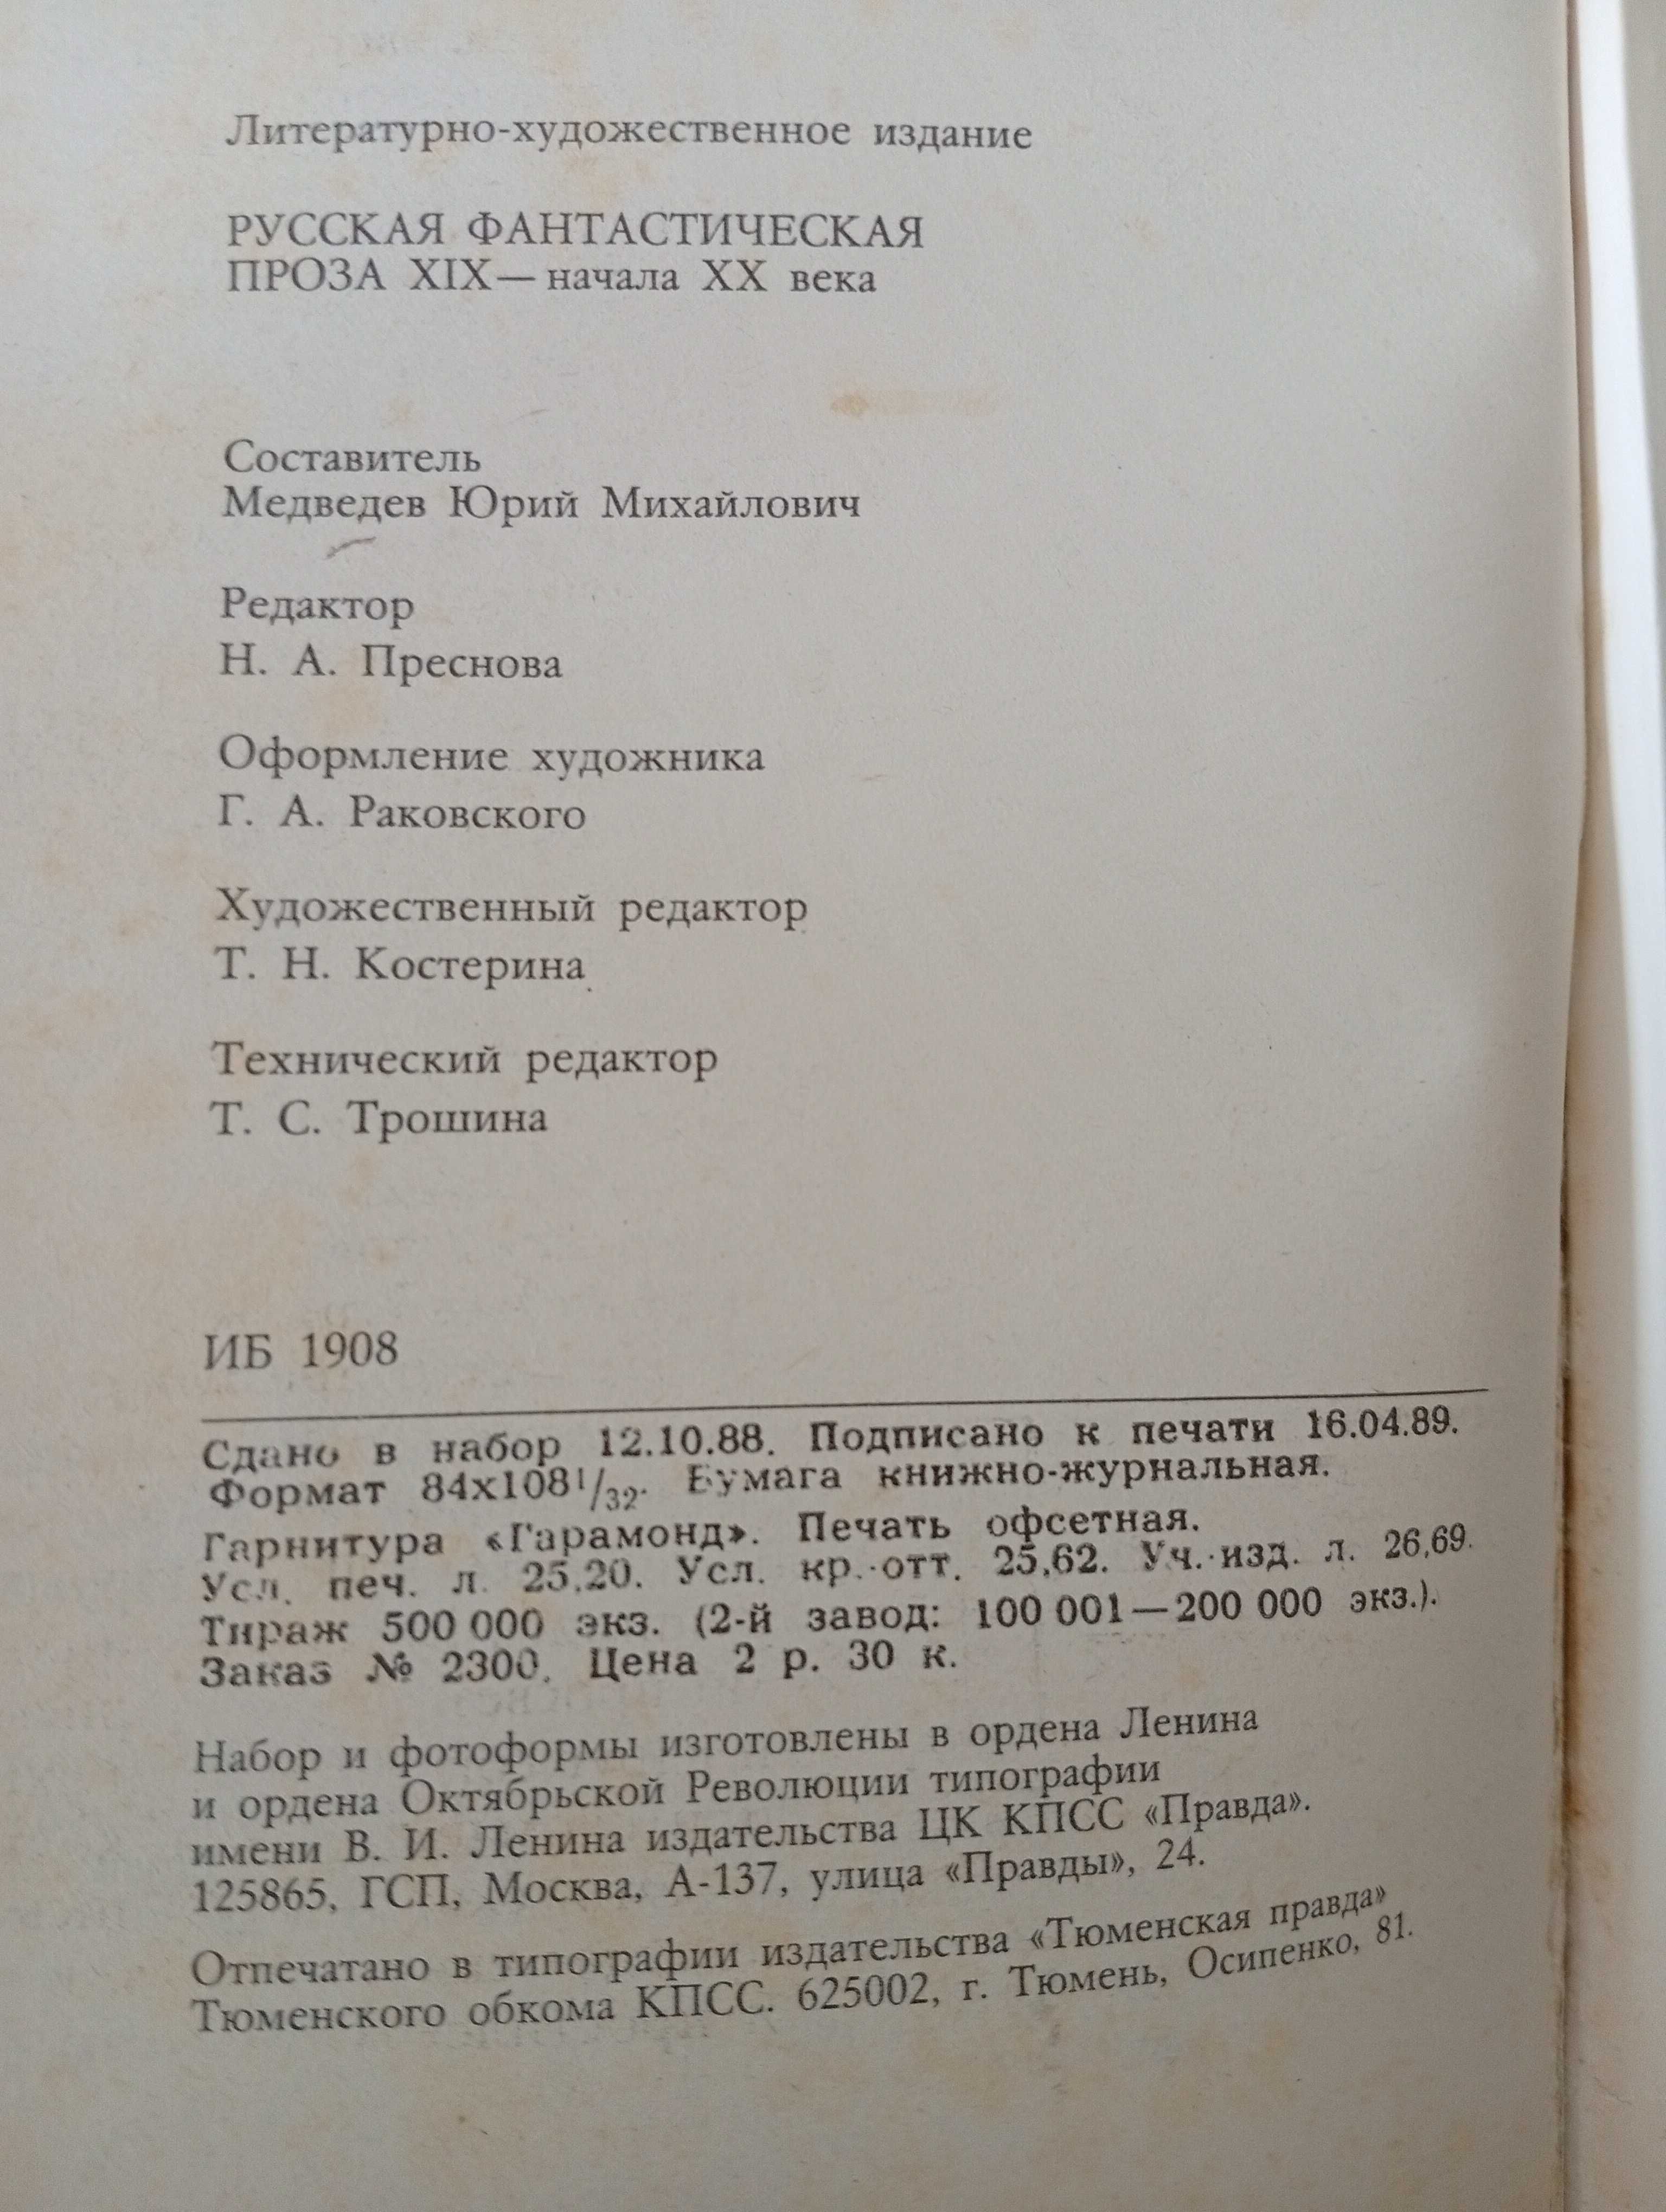 Литературно-художественное издание
РУССКАЯ ФАНТАСТИЧЕСКАЯ
ПРОЗА XIX — начала XX века
Составитель
Медведев Юрий Михайлович
Редактор
Н. А. Преснова
Оформление художника
Г. А. Раковского
Художественный редактор
Т. Н. Костерина
Технический редактор
Т. С. Трошина
ИБ 1908
Сдано в набор 12.10.88. Подписано к печати 16.04.89.
Формат 84х108 1/32. Бумага книжно-журнальная.
Гарнитура «Гарамонд». Печать офсетная.
Усл. печ. л. 25,20. Усл. кр.-отт. 25,62. Уч.-изд. л. 26,69.
Тираж 500 000 экз. (2-й завод: 100 001 — 200 000 экз.).
Заказ № 2300. Цена 2 р. 30 к.
Набор и фотоформы изготовлены в ордена Ленина
и ордена Октябрьской Революции типографии
имени В. И. Ленина издательства ЦК КПСС «Правда».
125865, ГСП, Москва, А-137, улица «Правды», 24.
Отпечатано в типографии издательства «Тюменская правда»
Тюменского обкома КПСС. 625002, г. Тюмень, Осипенко, 81.